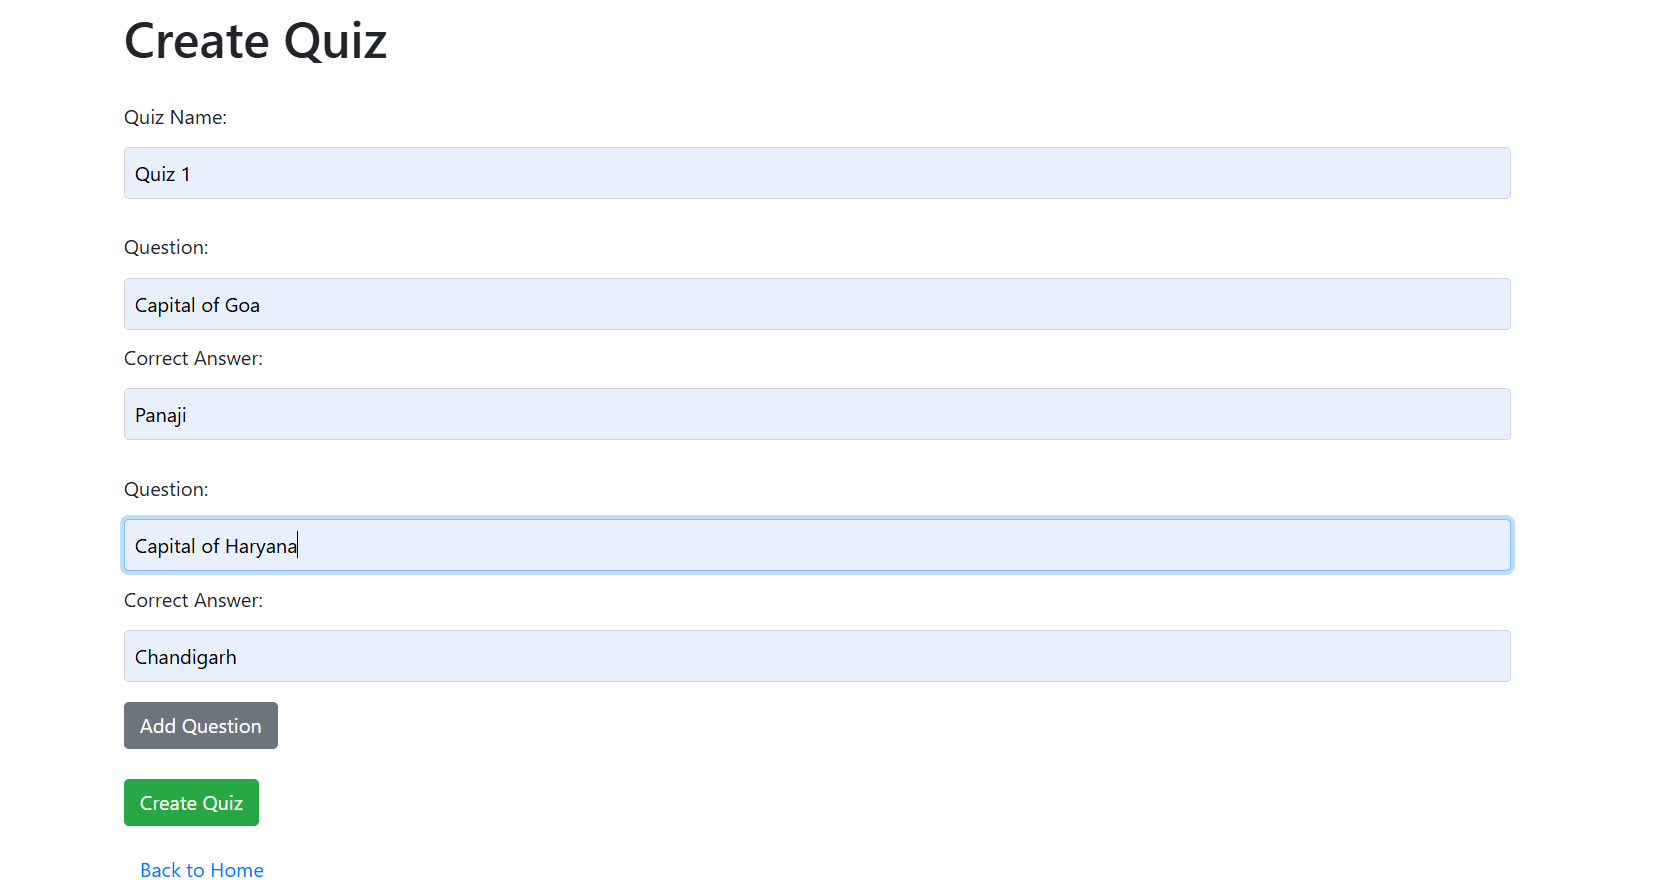 Create Quiz
Quiz Name:
Quiz 1
Question:
Capital of Goa
Correct Answer:
Panaji
Question:
Capital of Haryana
Correct Answer:
Chandigarh
Add Question
Create Quiz
Back to Home